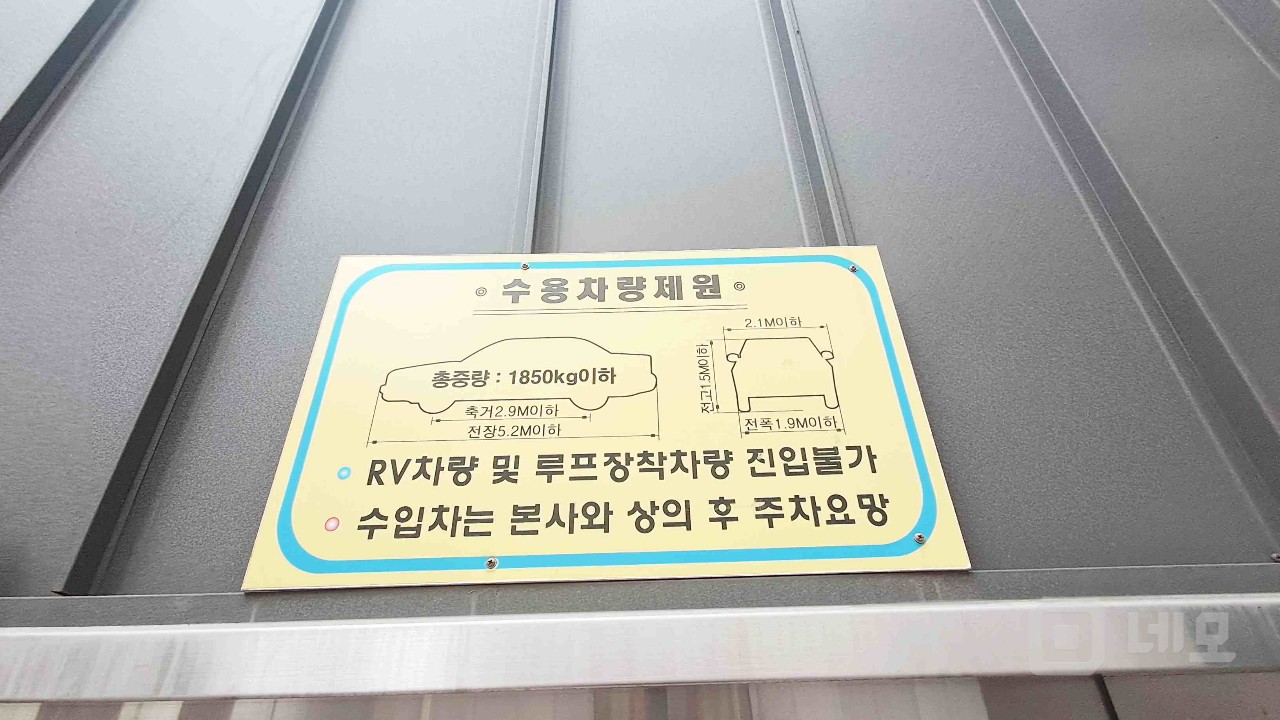 ◎ 수용차량제원 ◎
2.1M이하
총중량 : 1850kg이하
전고1.5M이하
축거2.9M이하
전장5.2M이하
전폭1.9M이하
RV차량 및 루프장착차량 진입불가
수입차는 본사와 상의 후 주차요망
네모